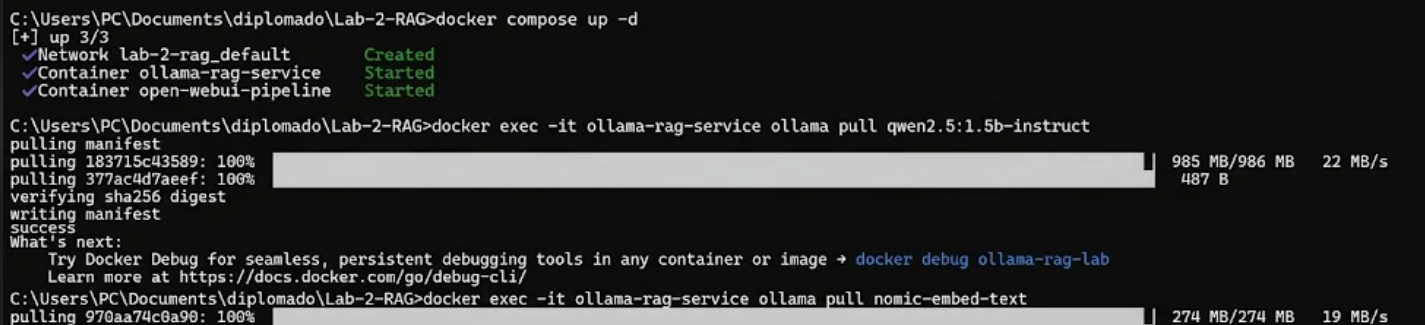 C:\Users\PC\Documents\diplomado\Lab-2-RAG>docker compose up -d
[+] up 3/3
✔Network lab-2-rag_default Created
✔Container ollama-rag-service Started
✔Container open-webui-pipeline Started
C:\Users\PC\Documents\diplomado\Lab-2-RAG>docker exec -it ollama-rag-service ollama pull qwen2.5:1.5b-instruct
pulling manifest
pulling 183715c43589: 100% 985 MB/986 MB 22 MB/s
pulling 377ac4d7aeef: 100% 487 B
verifying sha256 digest
writing manifest
success
What's next:
Try Docker Debug for seamless, persistent debugging tools in any container or image → docker debug ollama-rag-lab
Learn more at https://docs.docker.com/go/debug-cli/
C:\Users\PC\Documents\diplomado\Lab-2-RAG>docker exec -it ollama-rag-service ollama pull nomic-embed-text
pulling 970aa74c0a90: 100% 274 MB/274 MB 19 MB/s